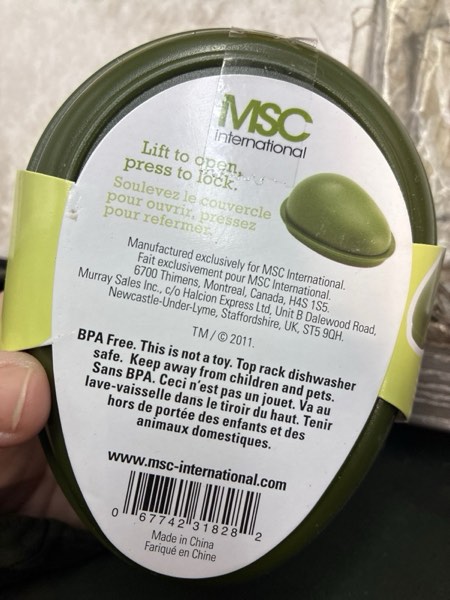 MSC
international
Lift to open,
press to lock.
Soulevez le couvercle
pour ouvrir, pressez
pour refermer.
Manufactured exclusively for MSC International.
Fait exclusivement pour MSC International.
6700 Thimens, Montreal, Canada, H4S 1S5.
Murray Sales Inc., c/o Halcion Express Ltd, Unit B Dalewood Road,
Newcastle-Under-Lyme, Staffordshire, UK, ST5 9QH.
TM / © 2011.
BPA Free. This is not a toy. Top rack dishwasher
safe. Keep away from children and pets.
Sans BPA. Ceci n'est pas un jouet. Va au
lave-vaisselle dans le tiroir du haut. Tenir
hors de portée des enfants et des
animaux domestiques.
www.msc-international.com
0 67742 31828 2
Made in China
Fariqué en Chine